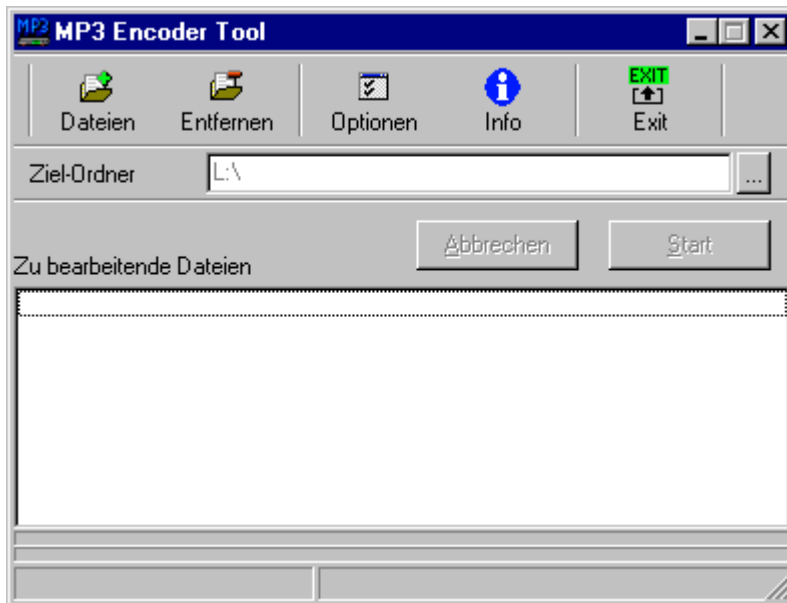 MP3 MP3 Encoder Tool
Dateien Entfernen Optionen Info EXIT Exit
Ziel-Ordner L:\ ...
Abbrechen Start
Zu bearbeitende Dateien